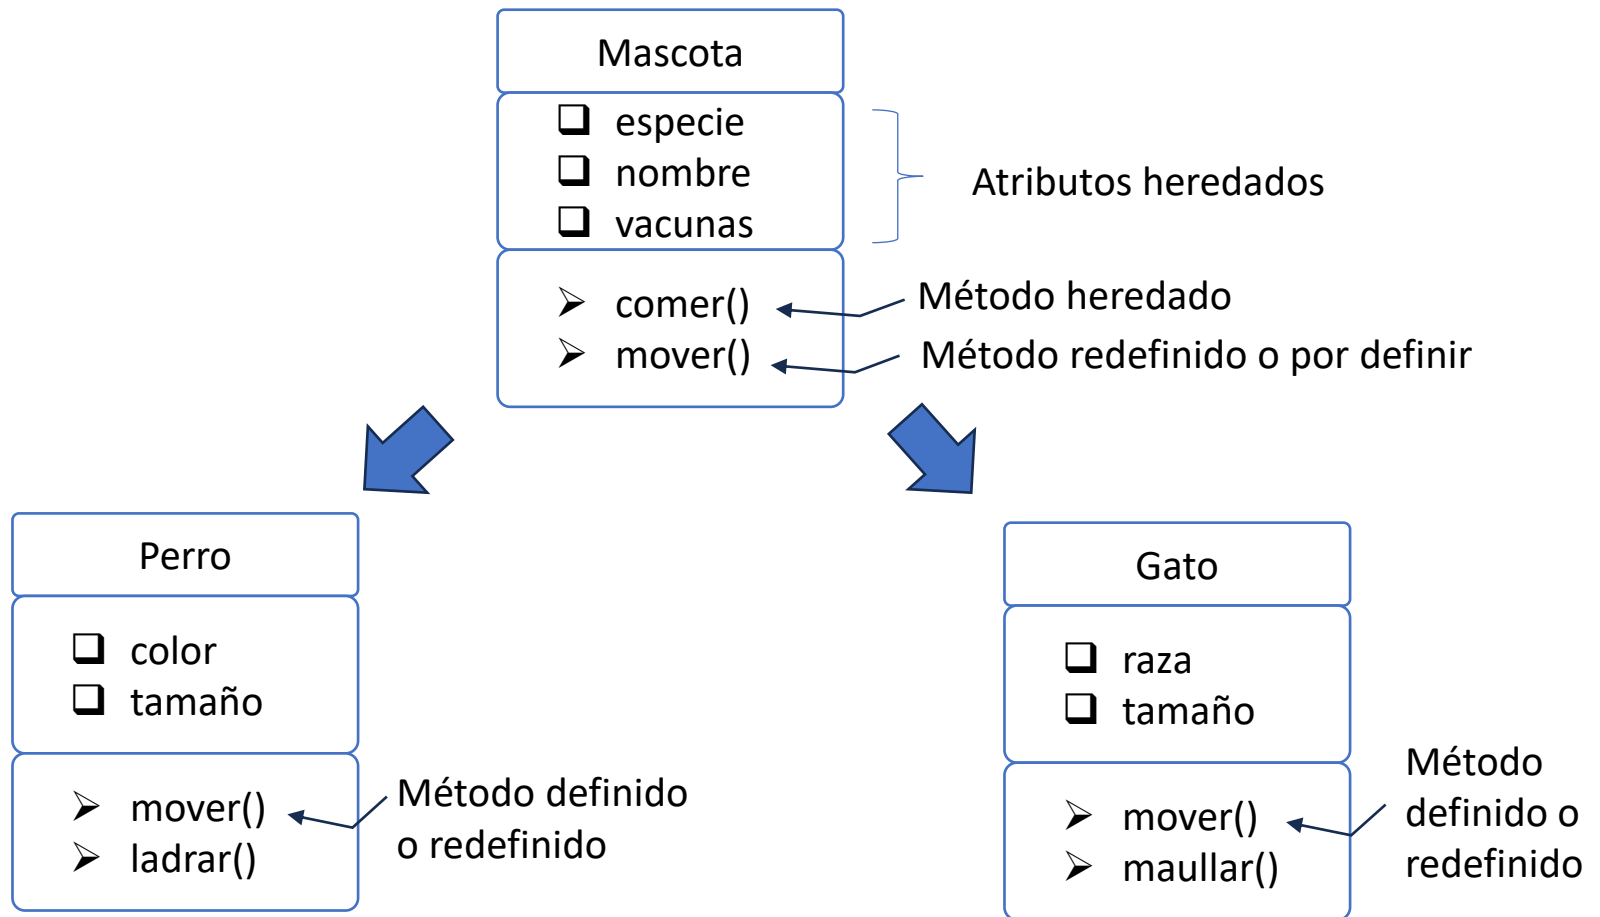 Mascota
especie
nombre
vacunas
Atributos heredados
comer()
Método heredado
mover()
Método redefinido o por definir
Perro
color
tamaño
mover()
ladrar()
Método definido
o redefinido
Gato
raza
tamaño
mover()
maullar()
Método
definido o
redefinido